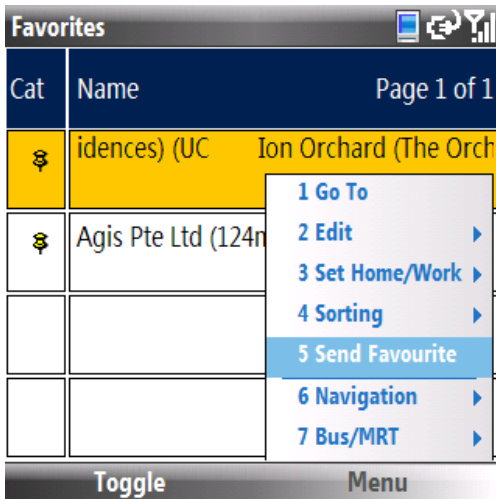 Favorites
Cat Name Page 1 of 1
idences) (UC Ion Orchard (The Orch
1 Go To
2 Edit
Agis Pte Ltd (124m
3 Set Home/Work
4 Sorting
5 Send Favourite
6 Navigation
7 Bus/MRT
Toggle Menu